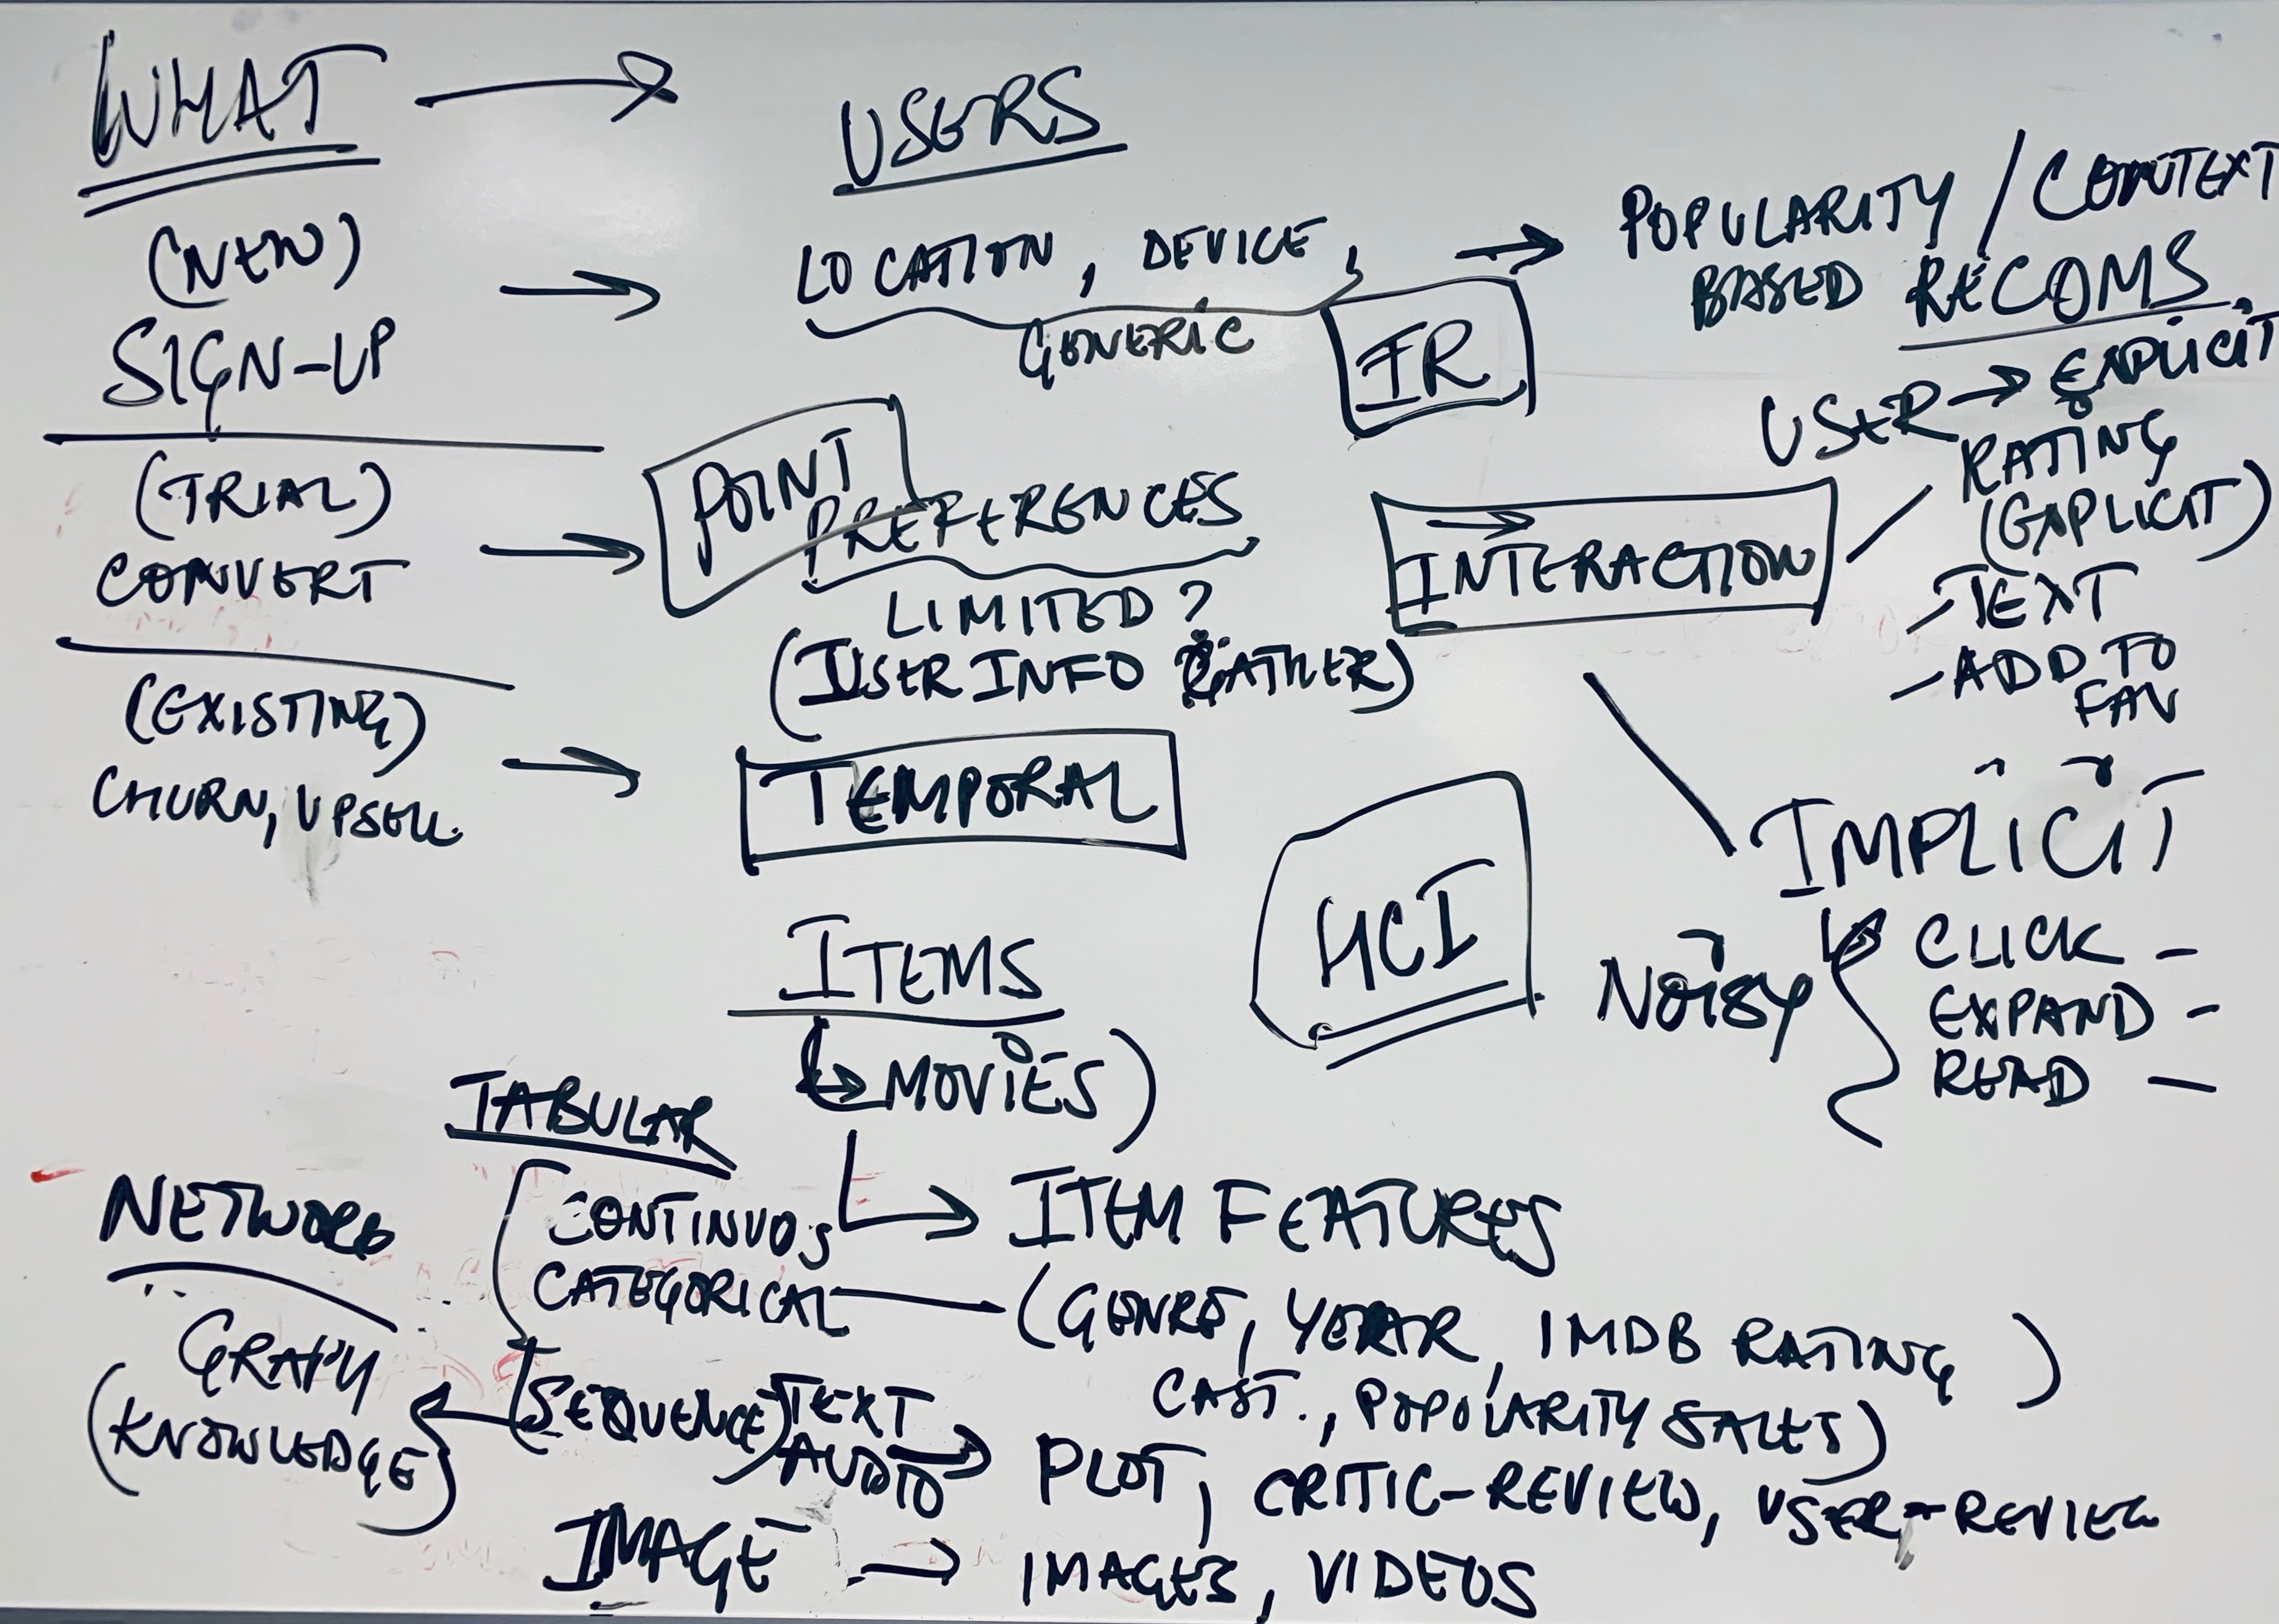 WHAT → USERS
(NEW)
SIGN-UP
→ LOCATION, DEVICE,
GENERIC
→ POPULARITY / CONTEXT
BASED RECOMS.
IR
USER → EXPLICIT
(TRIAL)
CONVERT
→ POINT
PREFERENCES
LIMITED?
(USER INFO GATHER)
→
INTERACTION
RATING
(EXPLICIT)
-TEXT
-ADD TO
FAV
(EXISTING)
CHURN, UPSELL
→ TEMPORAL
HCI
IMPLICIT
NOISY
CLICK -
EXPAND -
READ -
ITEMS
(→ MOVIES)
TABULAR
CONTINUOS
CATEGORICAL
→ ITEM FEATURES
(GENRE, YEAR, IMDB RATING)
CAST., POPULARITY SALES)
NETWORK
GRAPH
(KNOWLEDGE)
(SEQUENCE) TEXT
AUDIO
→ PLOT, CRITIC-REVIEW, USER-REVIEW
IMAGE → IMAGES, VIDEOS